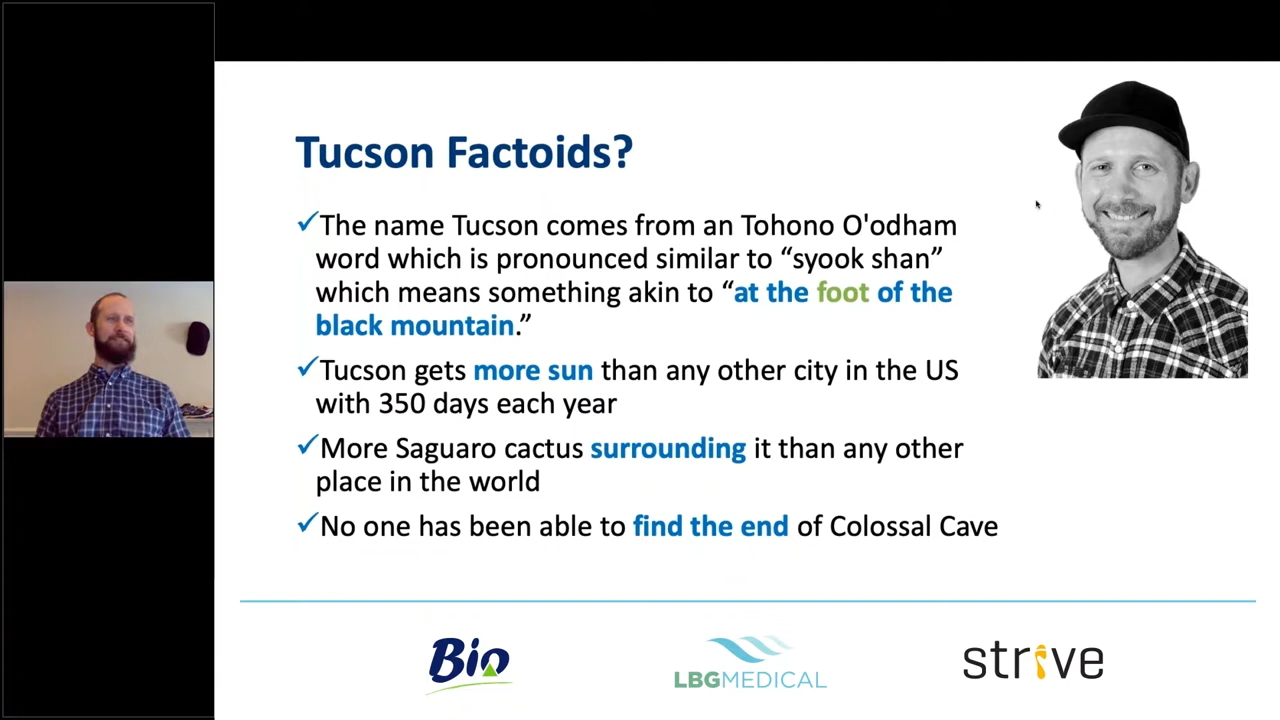 Tucson Factoids?
✓The name Tucson comes from an Tohono O'odham
word which is pronounced similar to “syook shan”
which means something akin to “at the foot of the
black mountain.”
✓Tucson gets more sun than any other city in the US
with 350 days each year
✓More Saguaro cactus surrounding it than any other
place in the world
✓No one has been able to find the end of Colossal Cave
Bio
LBGMEDICAL
strive